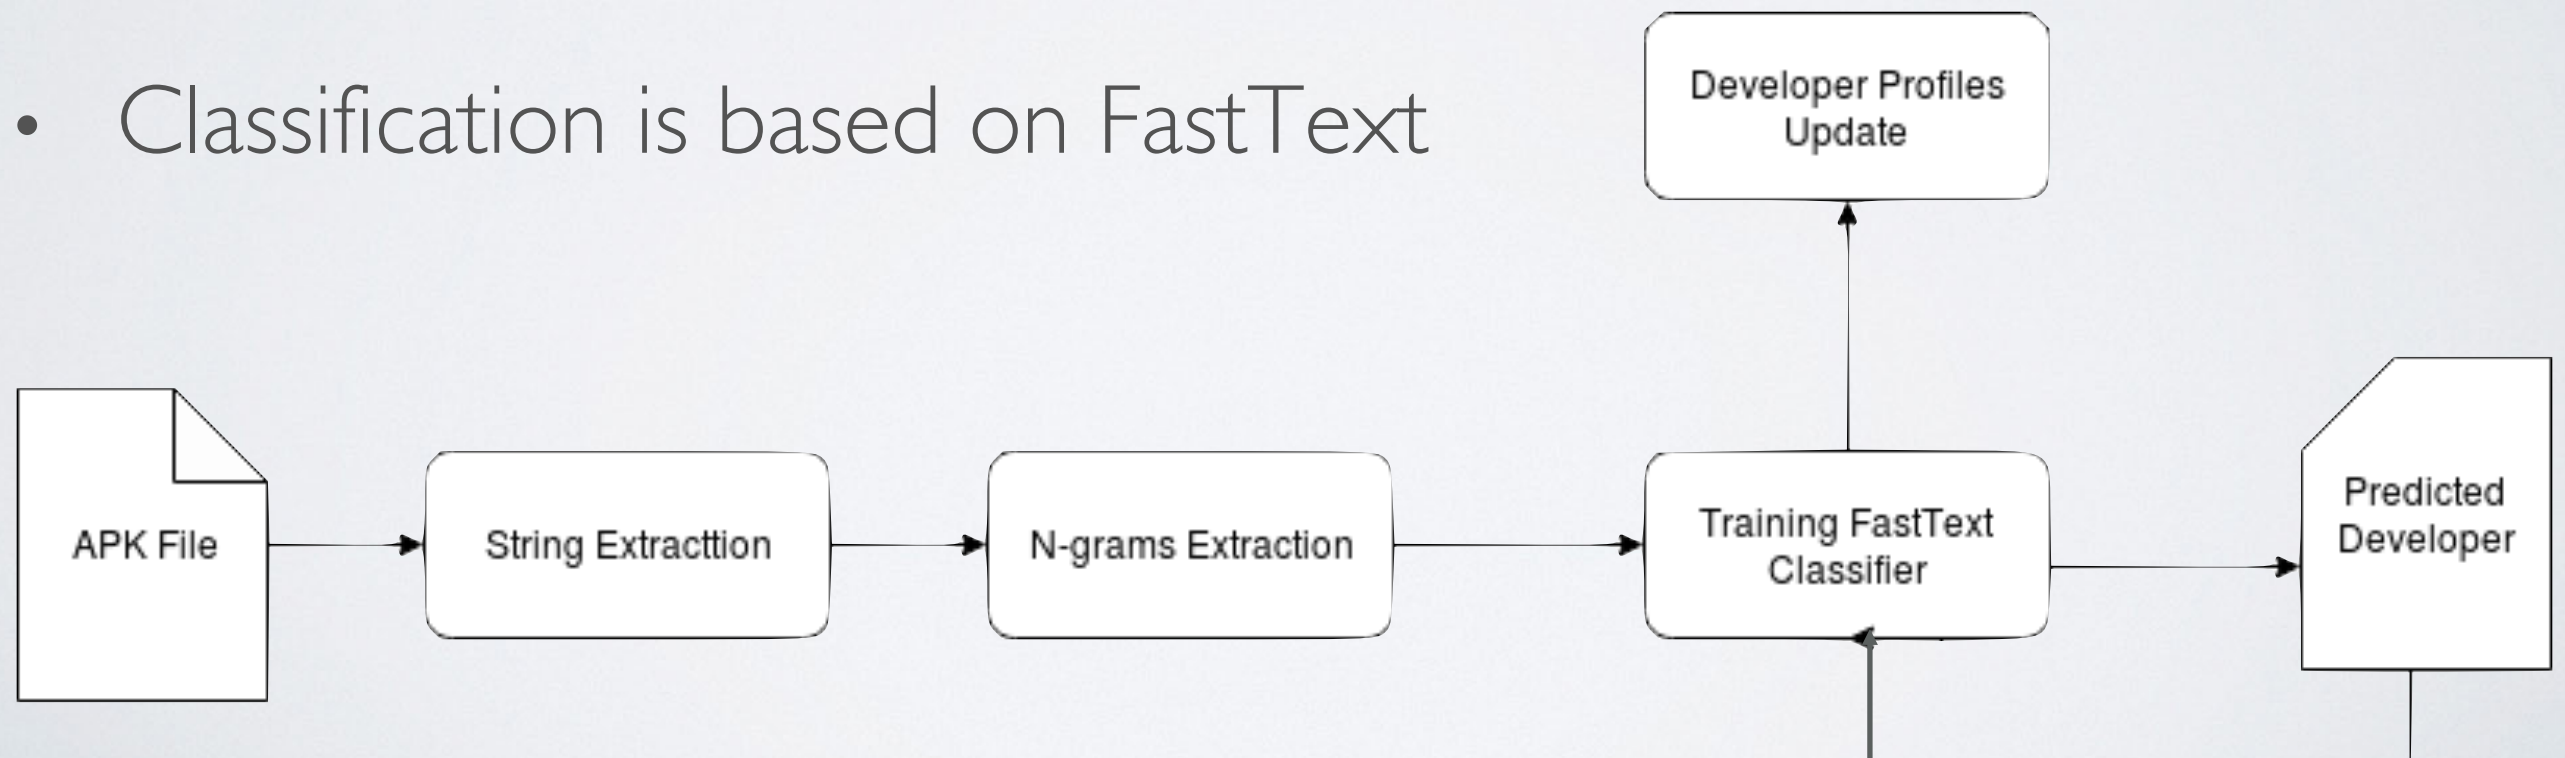 • Classification is based on FastText
Developer Profiles
Update
APK File
String Extracttion
N-grams Extraction
Training FastText
Classifier
Predicted
Developer